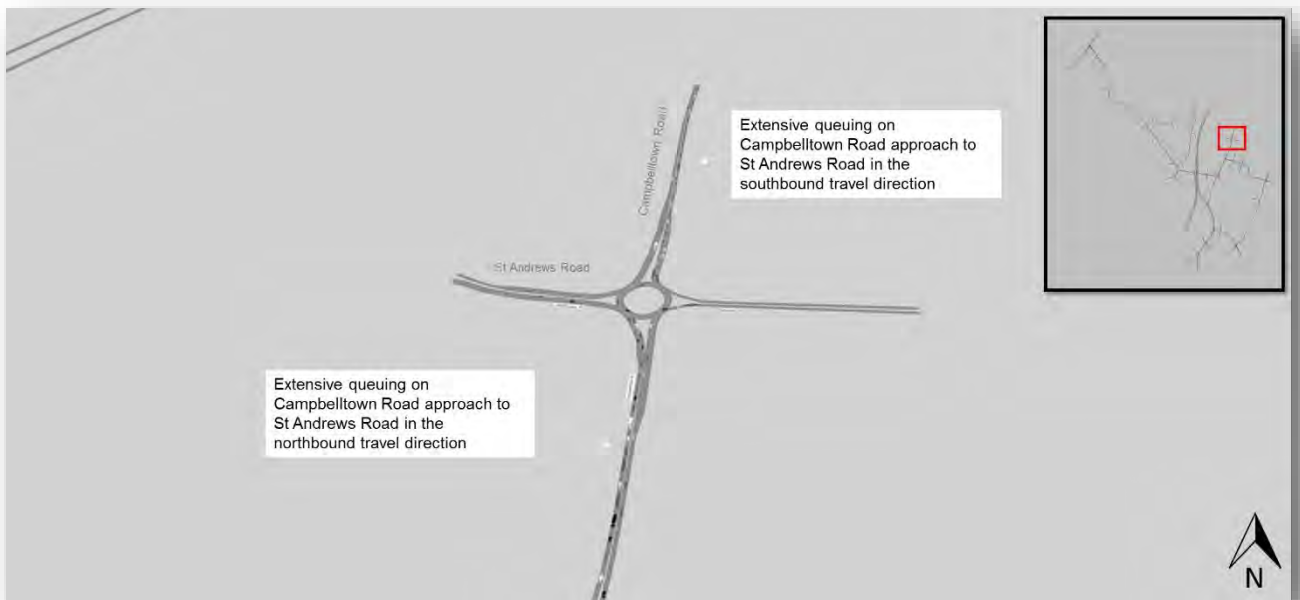 Extensive queuing on
Campbelltown Road approach to
St Andrews Road in the
southbound travel direction
Campbelltown Road
St Andrews Road
Extensive queuing on
Campbelltown Road approach to
St Andrews Road in the
northbound travel direction
N